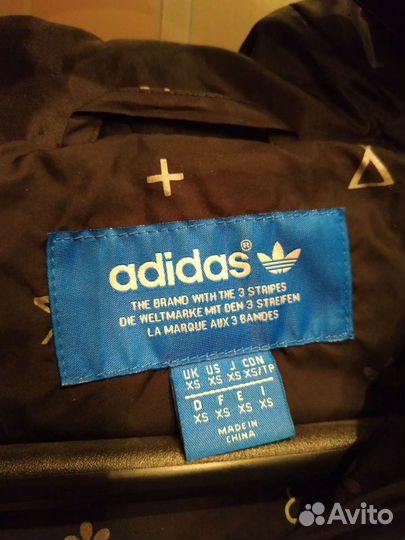 adidas®
THE BRAND WITH THE 3 STRIPES
DIE WELTMARKE MIT DEN 3 STREIFEN
LA MARQUE AUX 3 BANDES
UK US J CDN
XS XS XS XS/TP
D F E I
XS XS XS XS
MADE IN
CHINA
Avito